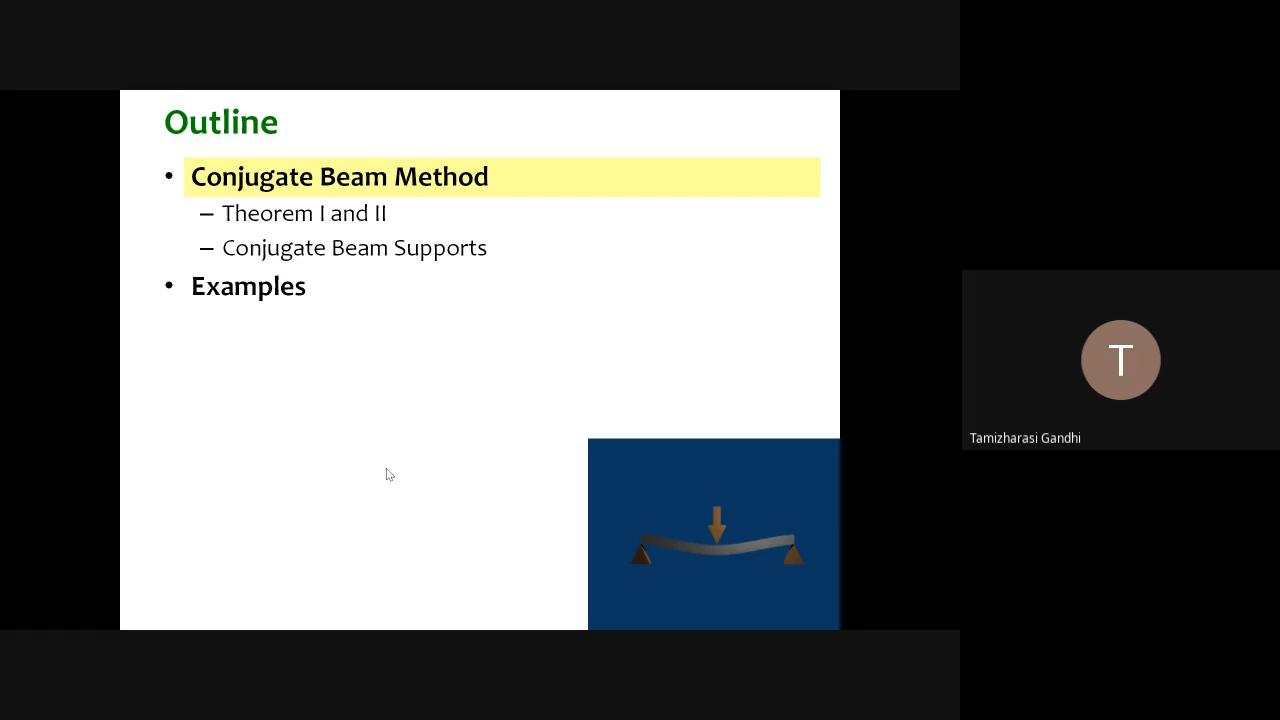 Outline
• Conjugate Beam Method
– Theorem I and II
– Conjugate Beam Supports
• Examples
T
Tamizharasi Gandhi